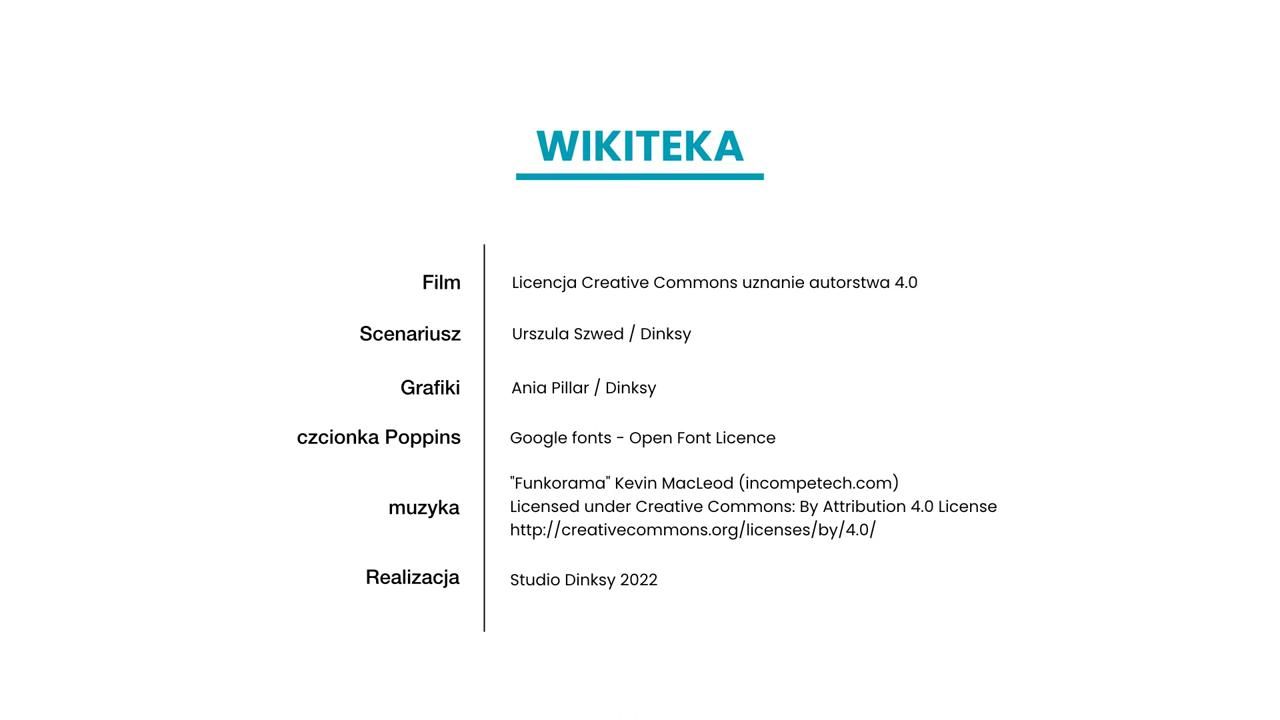 WIKITEKA
Film
Licencja Creative Commons uznanie autorstwa 4.0
Scenariusz
Urszula Szwed / Dinksy
Grafiki
Ania Pillar / Dinksy
czcionka Poppins
Google fonts - Open Font Licence
muzyka
"Funkorama" Kevin MacLeod (incompetech.com)
Licensed under Creative Commons: By Attribution 4.0 License
http://creativecommons.org/licenses/by/4.0/
Realizacja
Studio Dinksy 2022